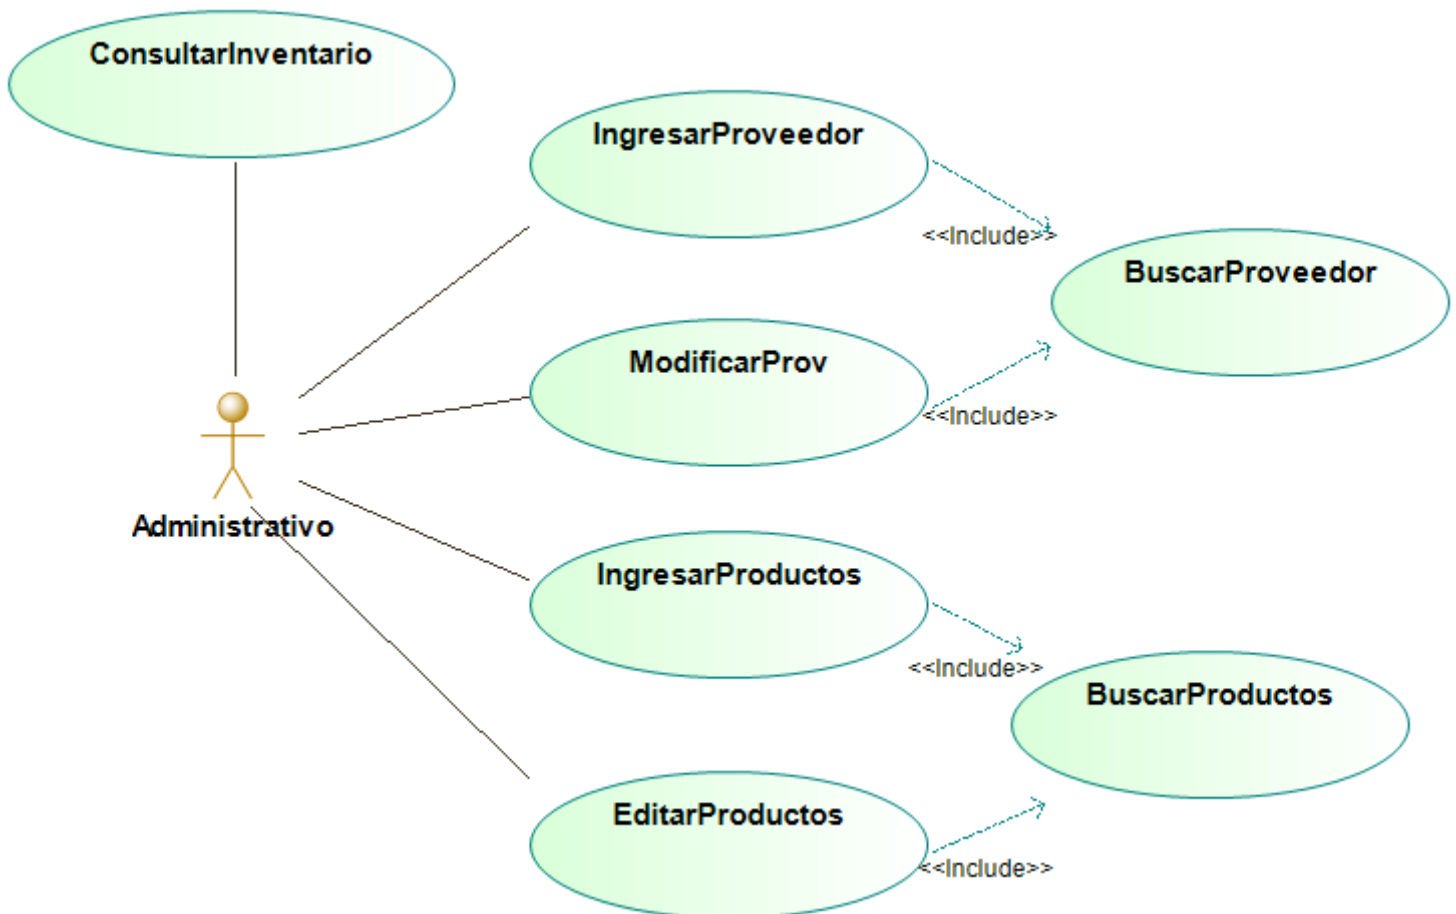 ConsultarInventario
IngresarProveedor
<<Include>>
BuscarProveedor
ModificarProv
<<Include>>
Administrativo
IngresarProductos
<<Include>>
BuscarProductos
EditarProductos
<<Include>>